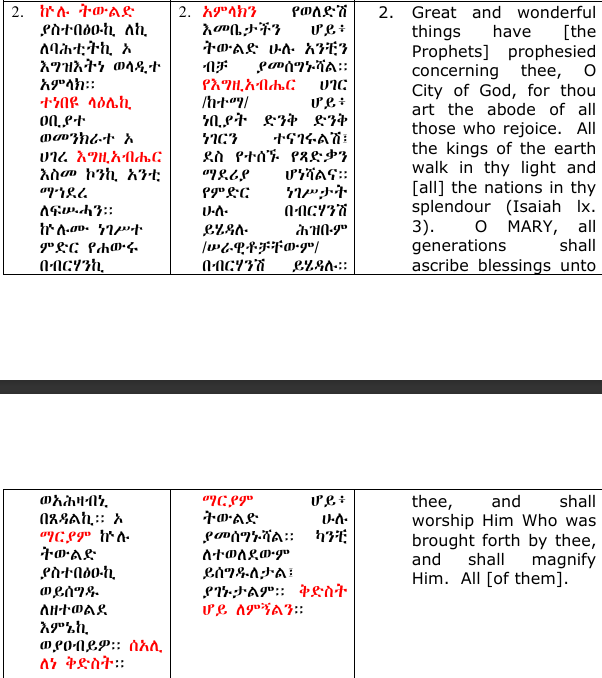 2. ኵሉ ትውልድ
ያስተበፅዑኪ ለኪ
ለባሕቲትኪ ኦ
እግዝእትነ ወላዲተ
አምላክ።
ተነበዩ ላዕሌኪ
ዐቢያተ
ወመንክራተ ኦ
ሀገረ እግዚአብሔር
እስመ ኮንኪ አንቲ
ማኅደረ
ለፍሡሓን።
ኵሎሙ ነገሥተ
ምድር የሐውሩ
በብርሃንኪ
2. አምላክን የወለድሽ
እመቤታችን ሆይ፥
ትውልድ ሁሉ አንቺን
ብቻ ያመሰግኑሻል።
የእግዚአብሔር ሀገር
/ከተማ/ ሆይ፥
ነቢያት ድንቅ ድንቅ
ነገርን ተናገሩልሽ፤
ደስ የተሰኙ የጻድቃን
ማደሪያ ሆነሻልና።
የምድር ነገሥታት
ሁሉ በብርሃንሽ
ይሄዳሉ ሕዝቡም
/ሠራዊቶቻቸውም/
በብርሃንሽ ይሄዳሉ።
2. Great and wonderful
things have [the
Prophets] prophesied
concerning thee, O
City of God, for thou
art the abode of all
those who rejoice. All
the kings of the earth
walk in thy light and
[all] the nations in thy
splendour (Isaiah lx.
3). O MARY, all
generations shall
ascribe blessings unto
ወአሕዛብኒ
በጸዳልኪ። ኦ
ማርያም ኵሉ
ትውልድ
ያስተበፅዑኪ
ወይሰግዱ
ለዘተወልደ
እምኔኪ
ወያዐብይዎ። ሰአሊ
ለነ ቅድስት።
ማርያም ሆይ፥
ትውልድ ሁሉ
ያመሰግኑሻል። ካንቺ
ለተወለደውም
ይሰግዱለታል፤
ያገኑታልም። ቅድስት
ሆይ ለምኝልን።
thee, and shall
worship Him Who was
brought forth by thee,
and shall magnify
Him. All [of them].